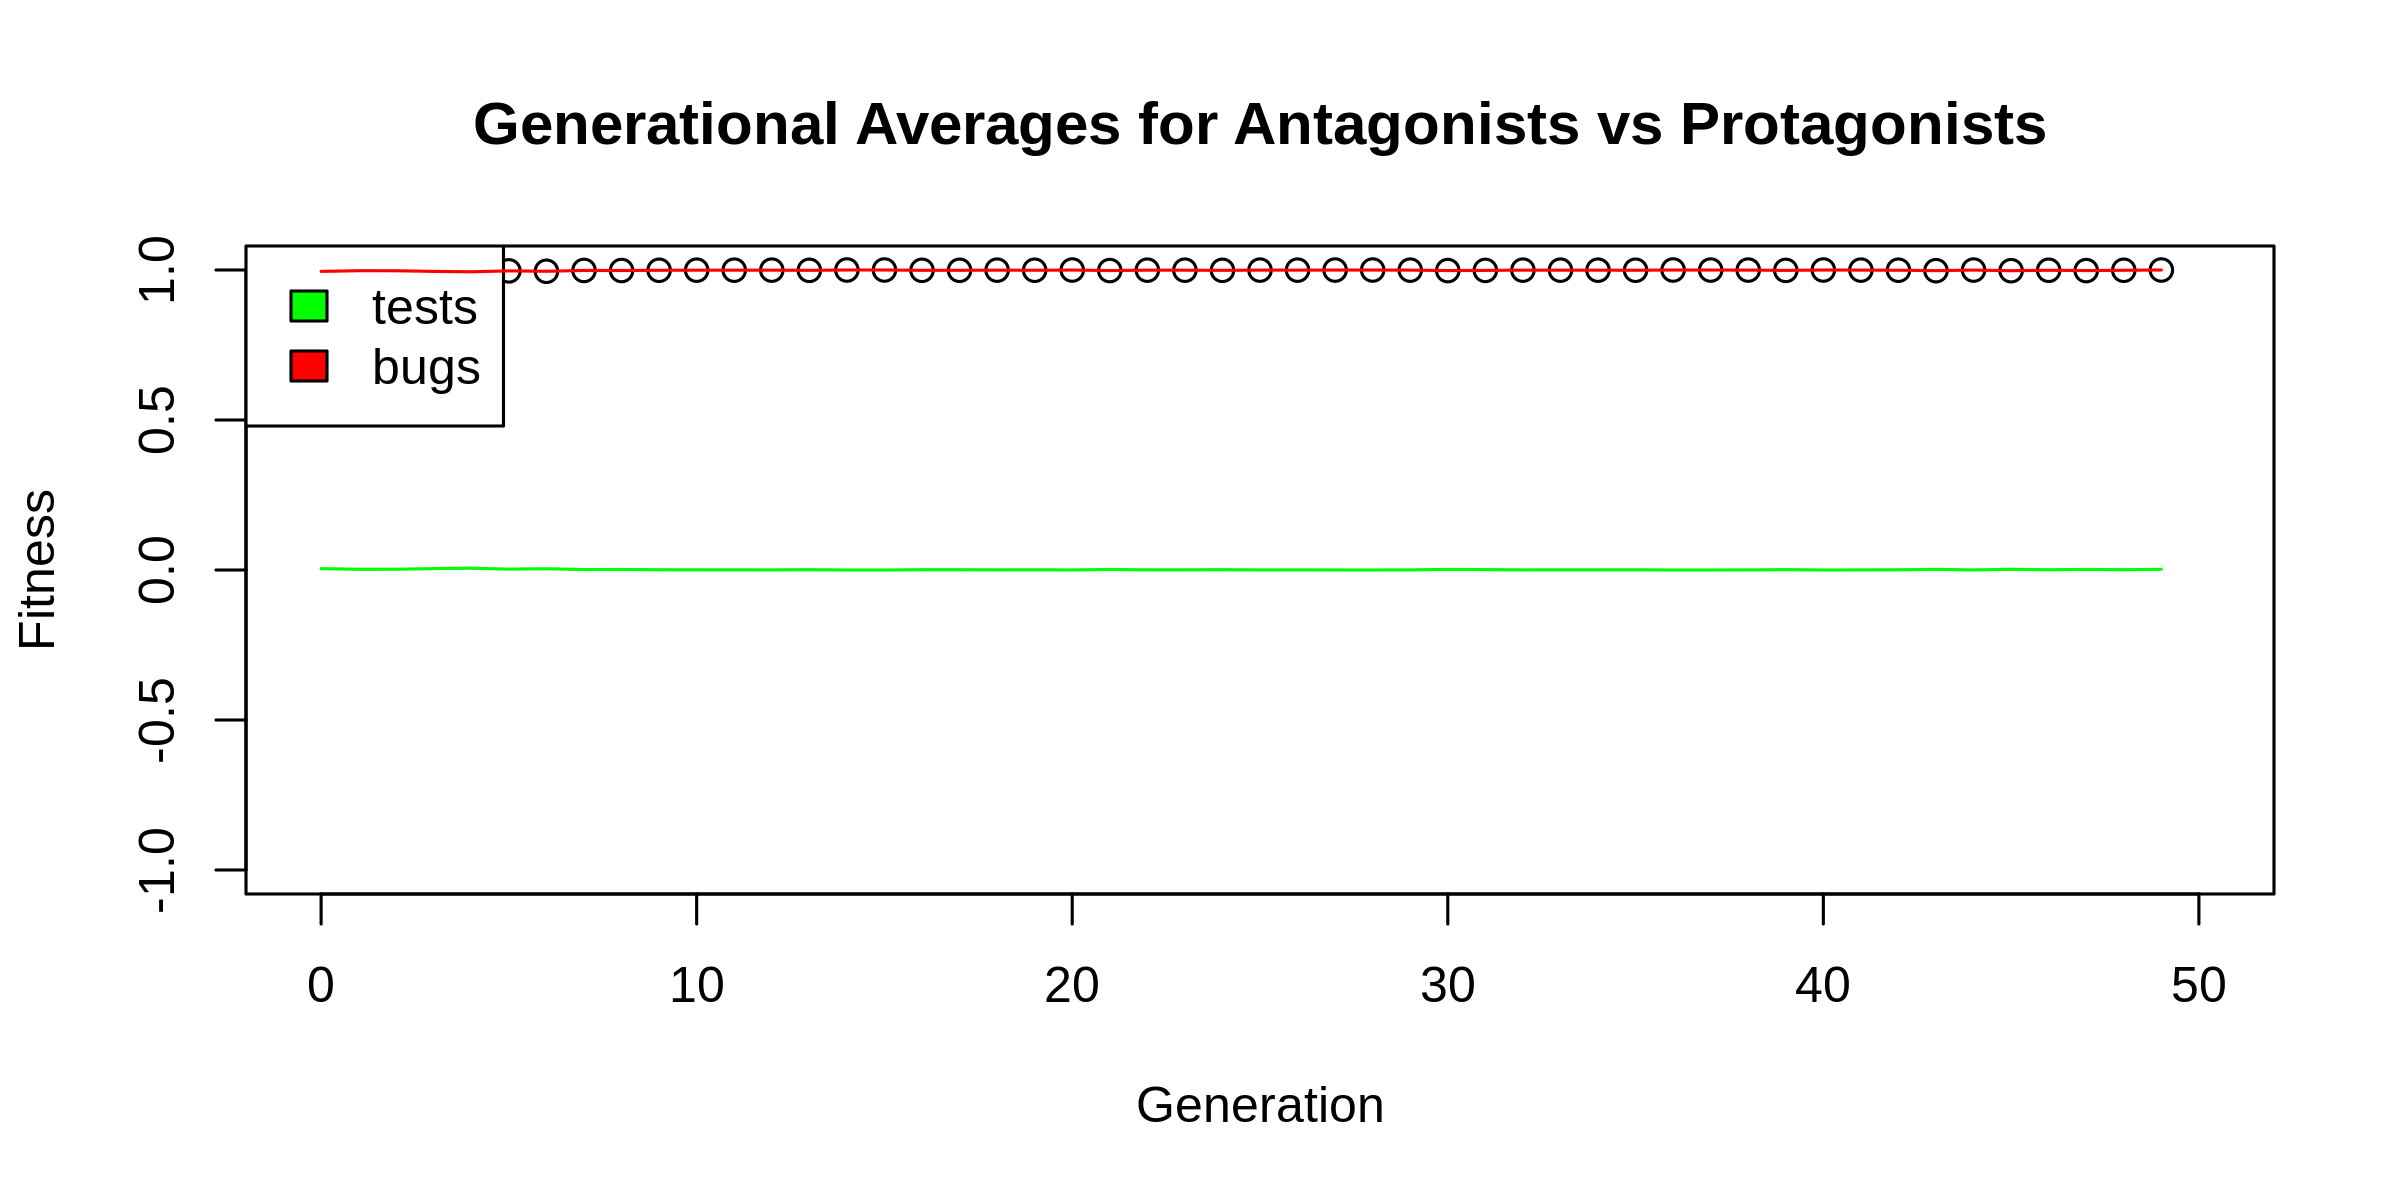 Generational Averages for Antagonists vs Protagonists
1.0
0.5
0.0
-0.5
-1.0
Fitness
tests
bugs
0 10 20 30 40 50
Generation